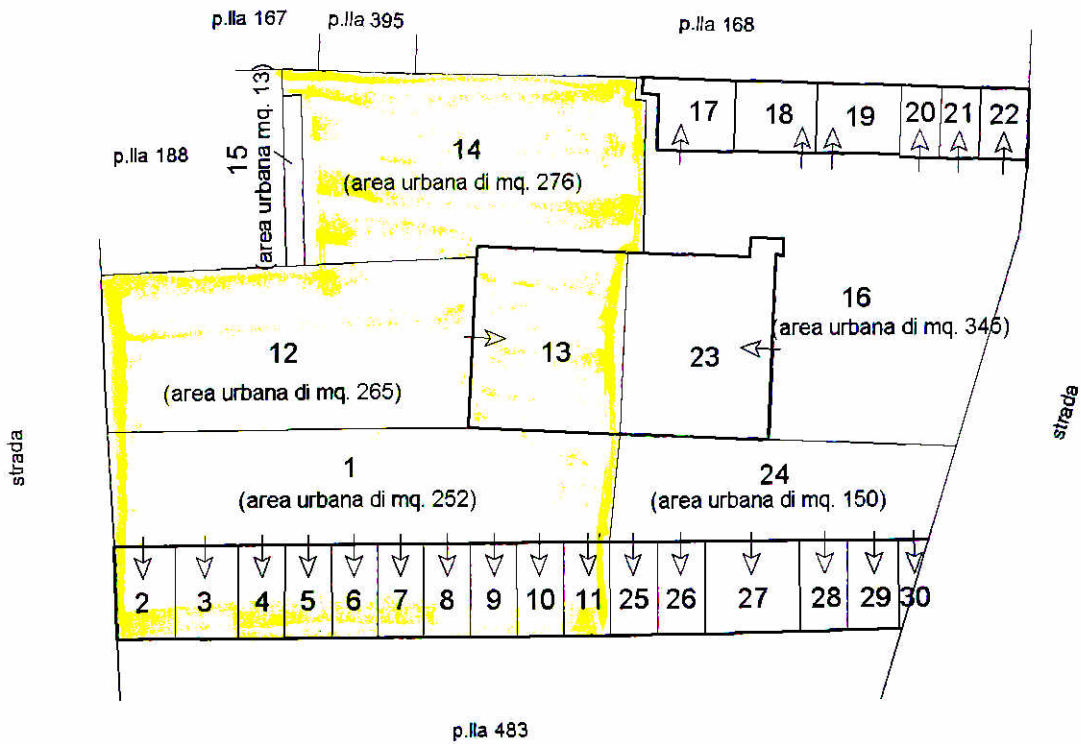 p.lla 167
p.lla 395
p.lla 168
17
18
19
20
21
22
p.lla 188
15
(area urbana mq. 13)
14
(area urbana di mq. 276)
16
(area urbana di mq. 345)
12
(area urbana di mq. 265)
13
23
strada
strada
1
(area urbana di mq. 252)
24
(area urbana di mq. 150)
2
3
4
5
6
7
8
9
10
11
25
26
27
28
29
30
p.lla 483